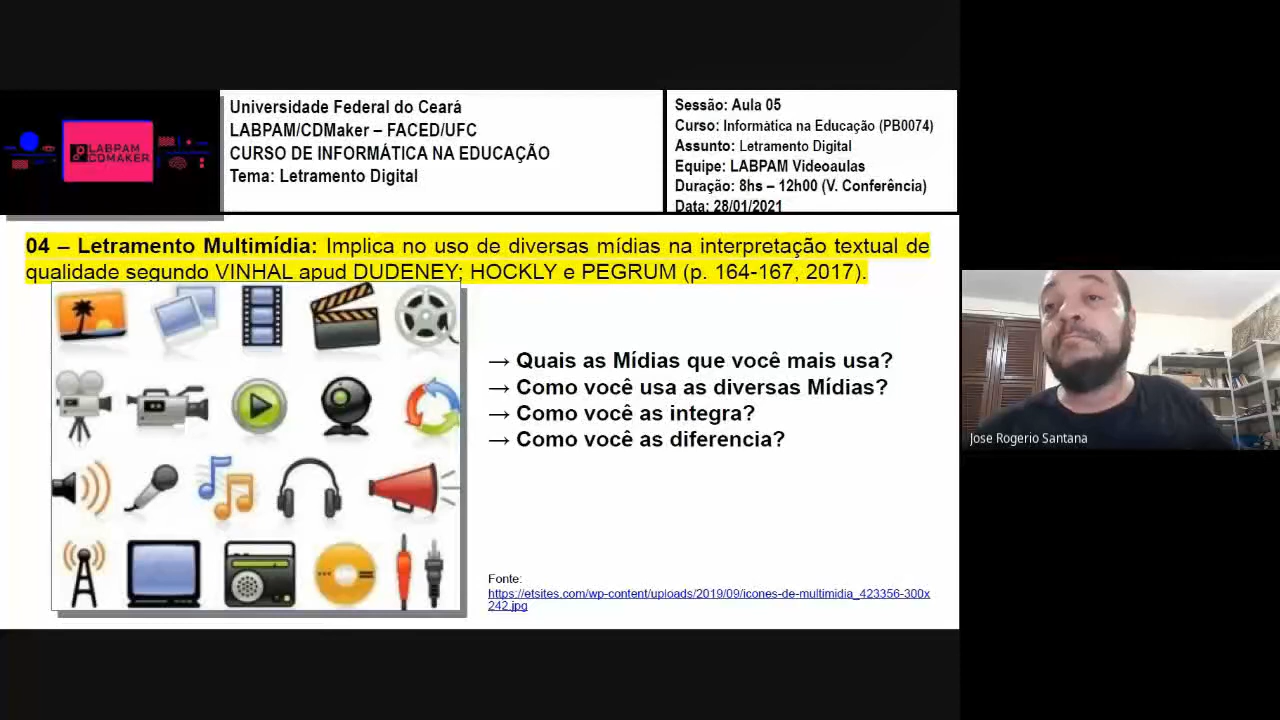 LABPAM
CDMAKER
Universidade Federal do Ceará
LABPAM/CDMaker – FACED/UFC
CURSO DE INFORMÁTICA NA EDUCAÇÃO
Tema: Letramento Digital
Sessão: Aula 05
Curso: Informàtica na Educação (PB0074)
Assunto: Letramento Digital
Equipe: LABPAM Videoaulas
Duração: 8hs – 12h00 (V. Conferência)
Data: 28/01/2021
04 – Letramento Multimídia: Implica no uso de diversas mídias na interpretação textual de
qualidade segundo VINHAL apud DUDENEY; HOCKLY e PEGRUM (p. 164-167, 2017).
→ Quais as Mídias que você mais usa?
→ Como você usa as diversas Mídias?
→ Como você as integra?
→ Como você as diferencia?
Fonte:
https://etsites.com/wp-content/uploads/2019/09/icones-de-multimidia_423356-300x
242.jpg
Jose Rogerio Santana